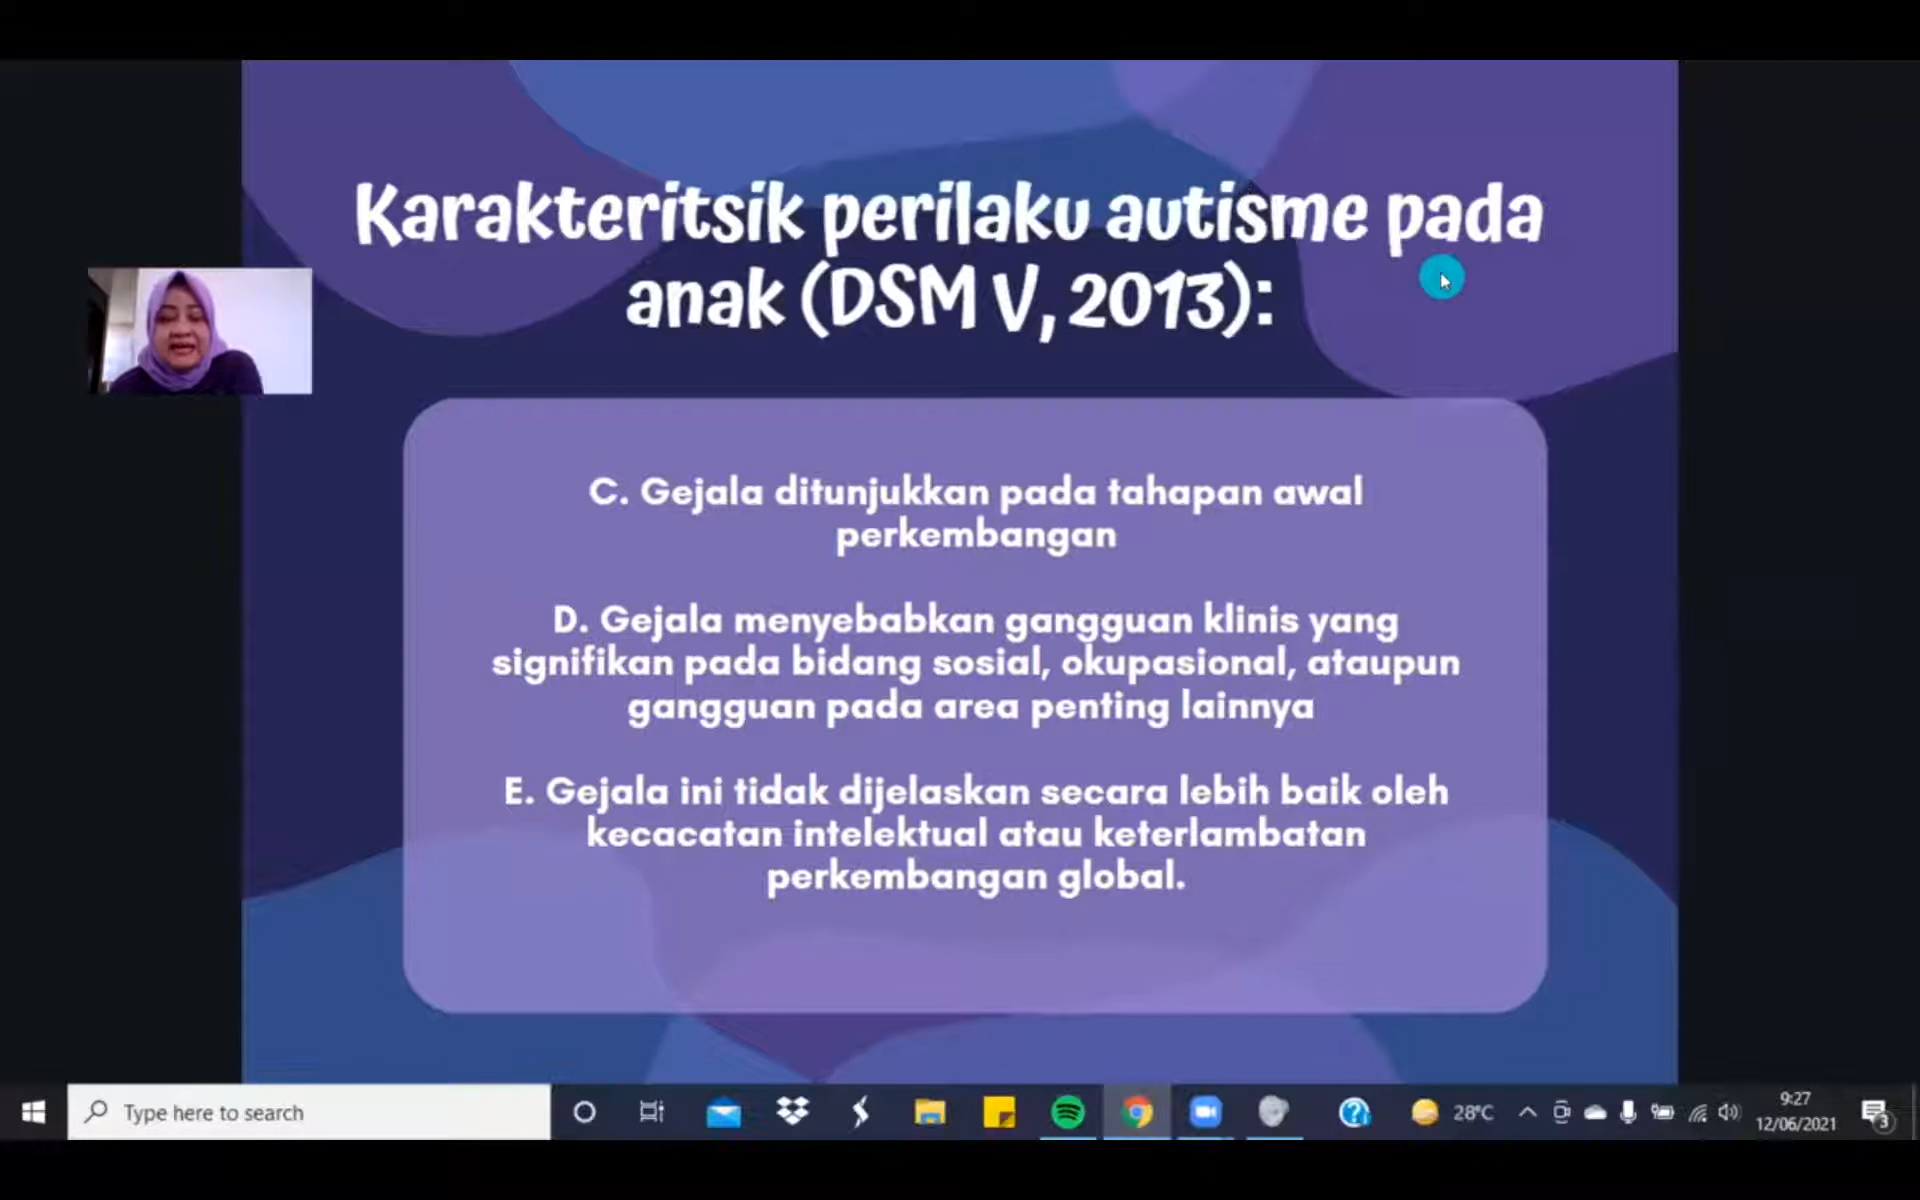 Karakteritsik perilaku autisme pada
anak (DSM V, 2013):
C. Gejala ditunjukkan pada tahapan awal
perkembangan
D. Gejala menyebabkan gangguan klinis yang
signifikan pada bidang sosial, okupasional, ataupun
gangguan pada area penting lainnya
E. Gejala ini tidak dijelaskan secara lebih baik oleh
kecacatan intelektual atau keterlambatan
perkembangan global.
Type here to search
28°C
9:27
12/06/2021
3